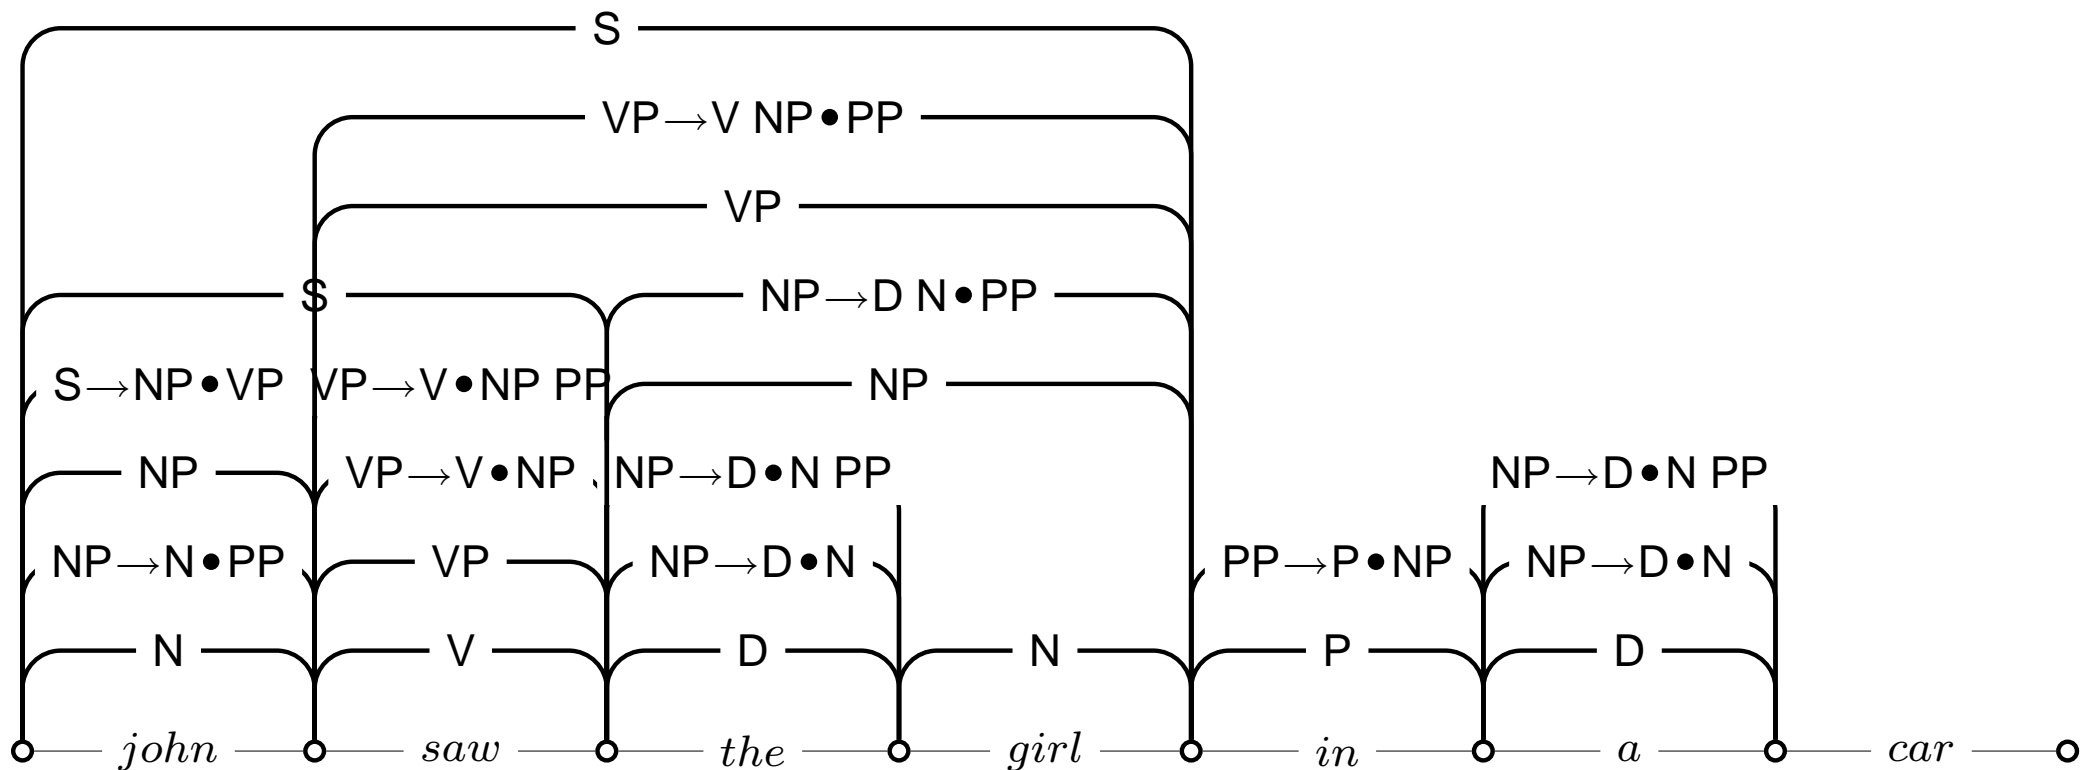 S
VP→V NP•PP
VP
S NP→D N•PP
S→NP•VP VP→V•NP PP NP
NP VP→V•NP NP→D•N PP NP→D•N PP
NP→N•PP VP NP→D•N PP→P•NP NP→D•N
N V D N P D
john saw the girl in a car